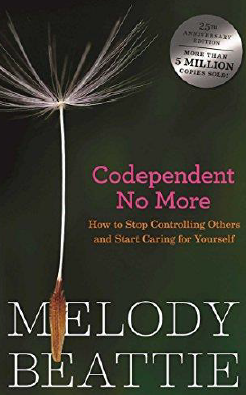 25TH
ANNIVERSARY
EDITION
MORE THAN
5 MILLION
COPIES SOLD!
Codependent
No More
How to Stop Controlling Others
and Start Caring for Yourself
MELODY
BEATTIE